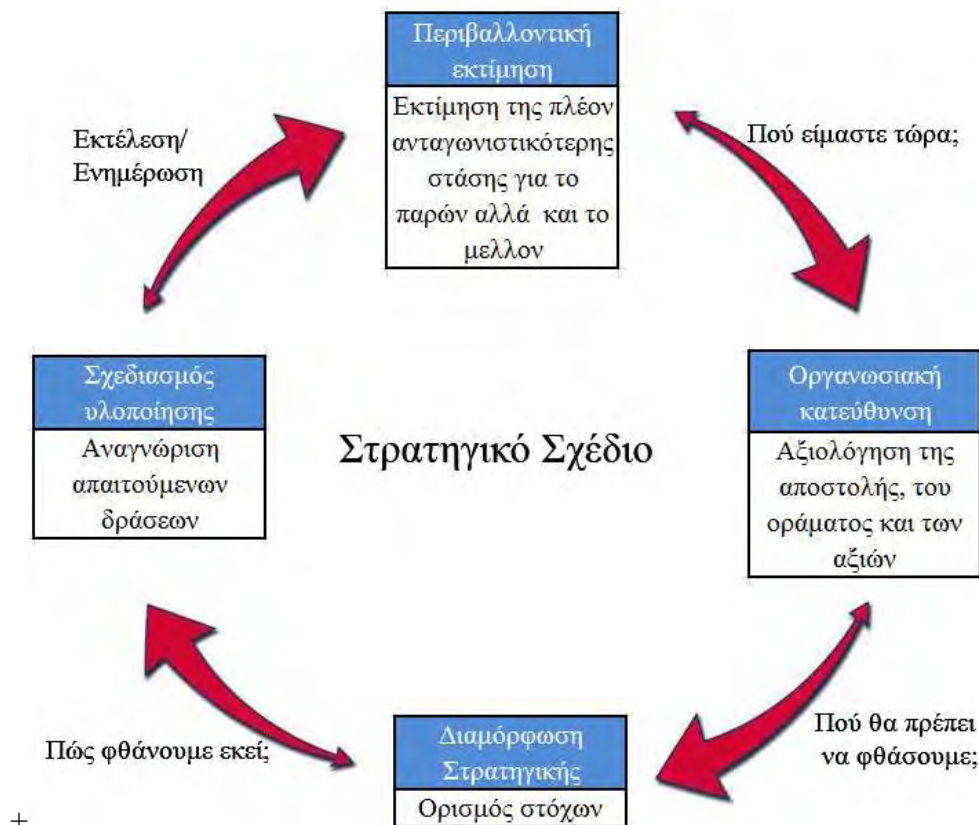 Περιβαλλοντική
εκτίμηση
Εκτίμηση της πλέον
ανταγωνιστικότερης
στάσης για το
παρών αλλά και το
μελλον
Εκτέλεση/
Ενημέρωση
Πού είμαστε τώρα;
Σχεδιασμός
υλοποίησης
Αναγνώριση
απαιτούμενων
δράσεων
Στρατηγικό Σχέδιο
Οργανωσιακή
κατεύθυνση
Αξιολόγηση της
αποστολής, του
οράματος και των
αξιών
Πώς φθάνουμε εκεί;
Διαμόρφωση
Στρατηγικής
Ορισμός στόχων
Πού θα πρέπει
να φθάσουμε;
+